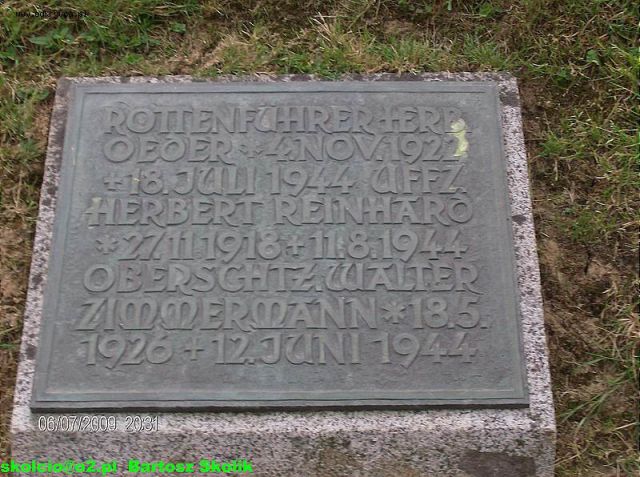 ROTTENFUHRER HERB.
OEDER * 4.NOV.1922
+ 18.JULI 1944 UFFZ.
HERBERT REINHARD
* 27.11.1918 + 11.8.1944
OBERSCHTZ. WALTER
ZIMMERMANN * 18.5.
1926 + 12.JUNI 1944
06/07/2009 20:31
skolcio@o2.pl Bartosz Skolik